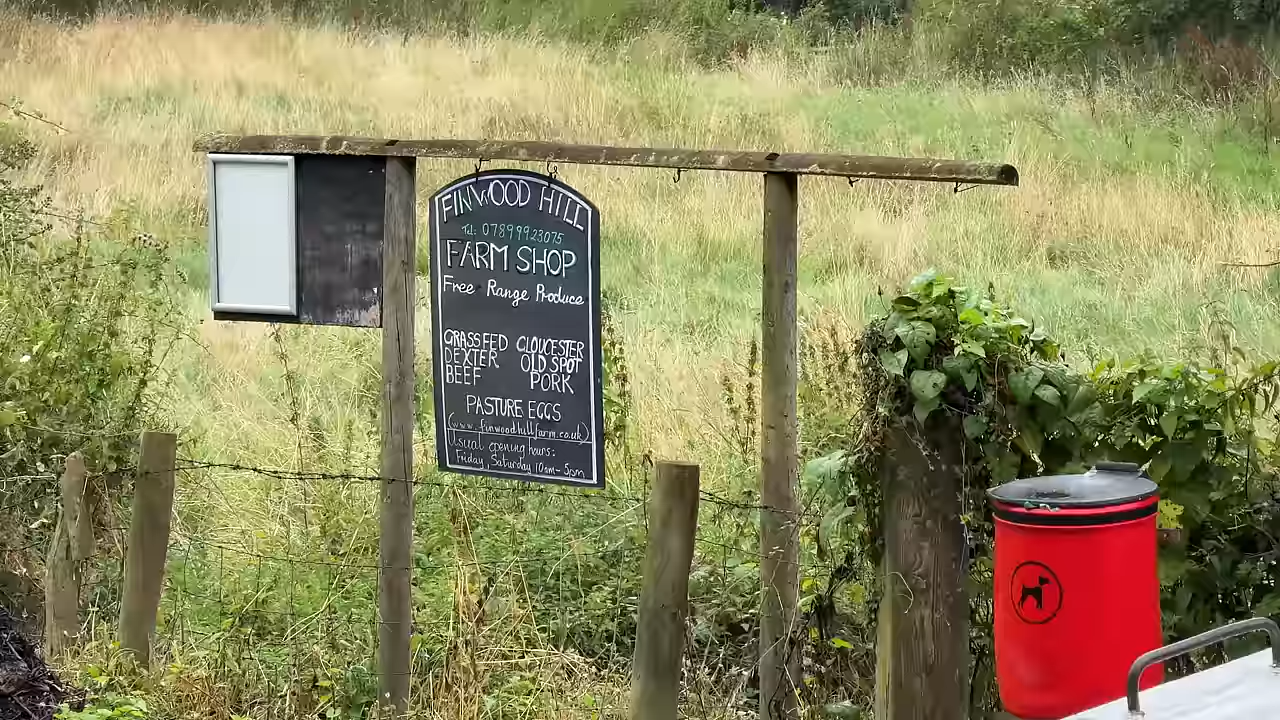 FINWOOD HILL
Tel: 07899923075
FARM SHOP
Free Range Produce
GRASSFED
DEXTER
BEEF
GLOUCESTER
OLD SPOT
PORK
PASTURE EGGS
(www.finwoodhillfarm.co.uk)
Usual opening hours:
Friday, Saturday 10am-5pm